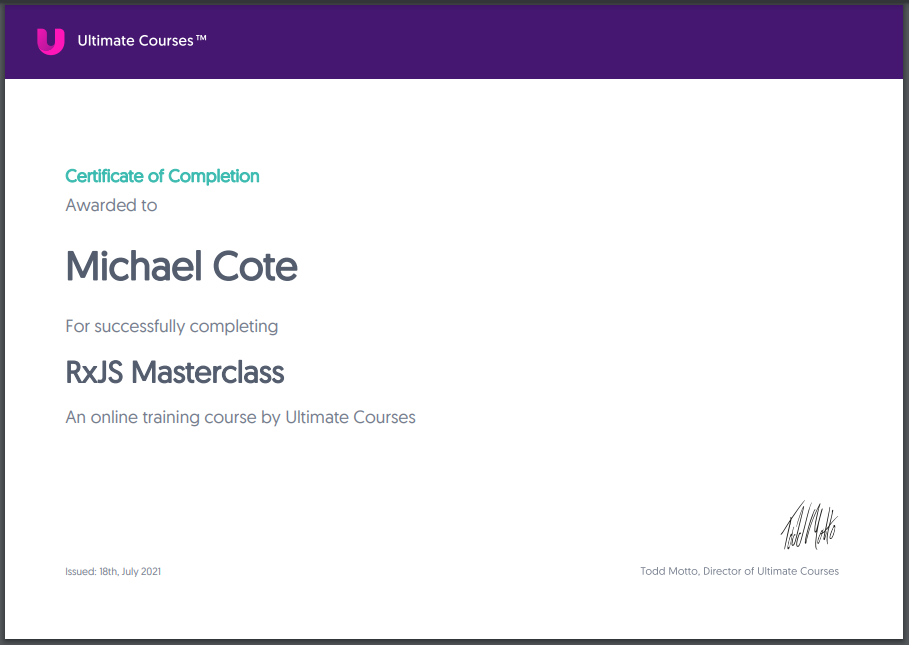 Ultimate Courses™
Certificate of Completion
Awarded to
Michael Cote
For successfully completing
RxJS Masterclass
An online training course by Ultimate Courses
Todd Motto
Issued: 18th, July 2021
Todd Motto, Director of Ultimate Courses